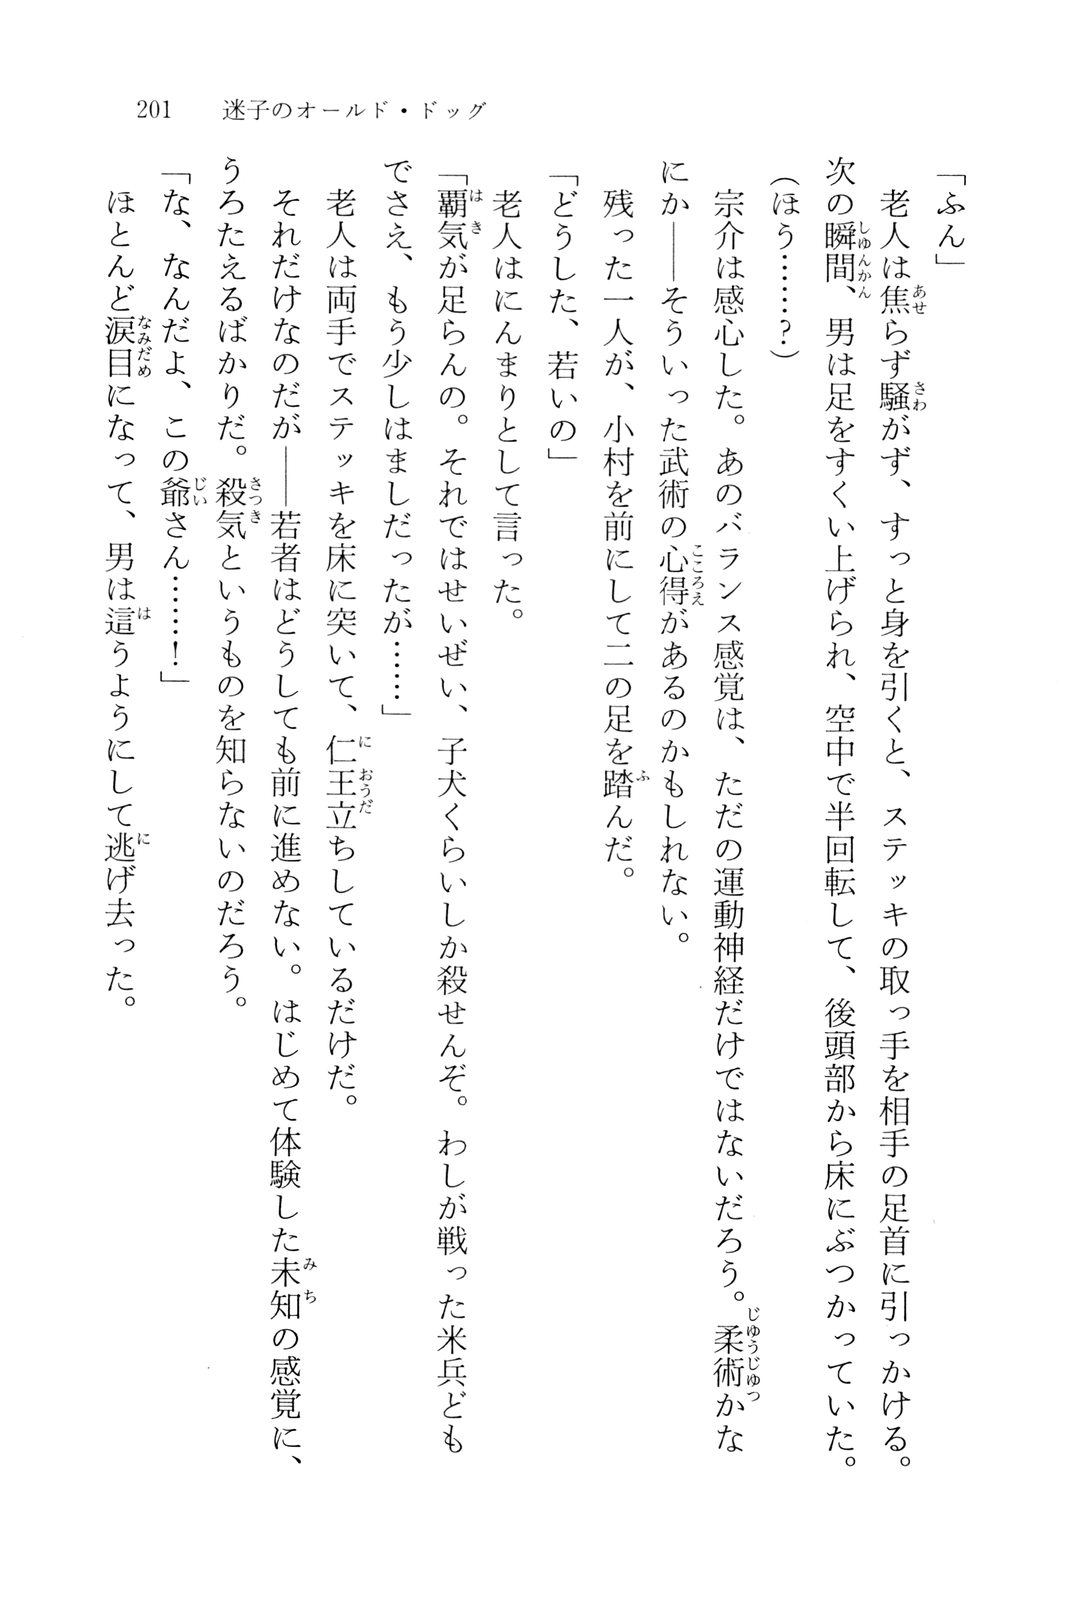 201　迷子のオールド・ドッグ
「ふん」
　老人は焦らず騒がず、すっと身を引くと、ステッキの取っ手を相手の足首に引っかける。
次の瞬間、男は足をすくい上げられ、空中で半回転して、後頭部から床にぶつかっていた。
（ほう……？）
　宗介は感心した。あのバランス感覚は、ただの運動神経だけではないだろう。柔術かな
にか――そういった武術の心得があるのかもしれない。
　残った一人が、小村を前にして二の足を踏んだ。
「どうした、若いの」
　老人はにんまりとして言った。
「覇気が足らんの。それではせいぜい、子犬くらいしか殺せんぞ。わしが戦った米兵ども
でさえ、もう少しはましだったが……」
　老人は両手でステッキを床に突いて、仁王立ちしているだけだ。
　それだけなのだが――若者はどうしても前に進めない。はじめて体験した未知の感覚に、
うろたえるばかりだ。殺気というものを知らないのだろう。
「な、なんだよ、この爺さん……！」
　ほとんど涙目になって、男は這うようにして逃げ去った。